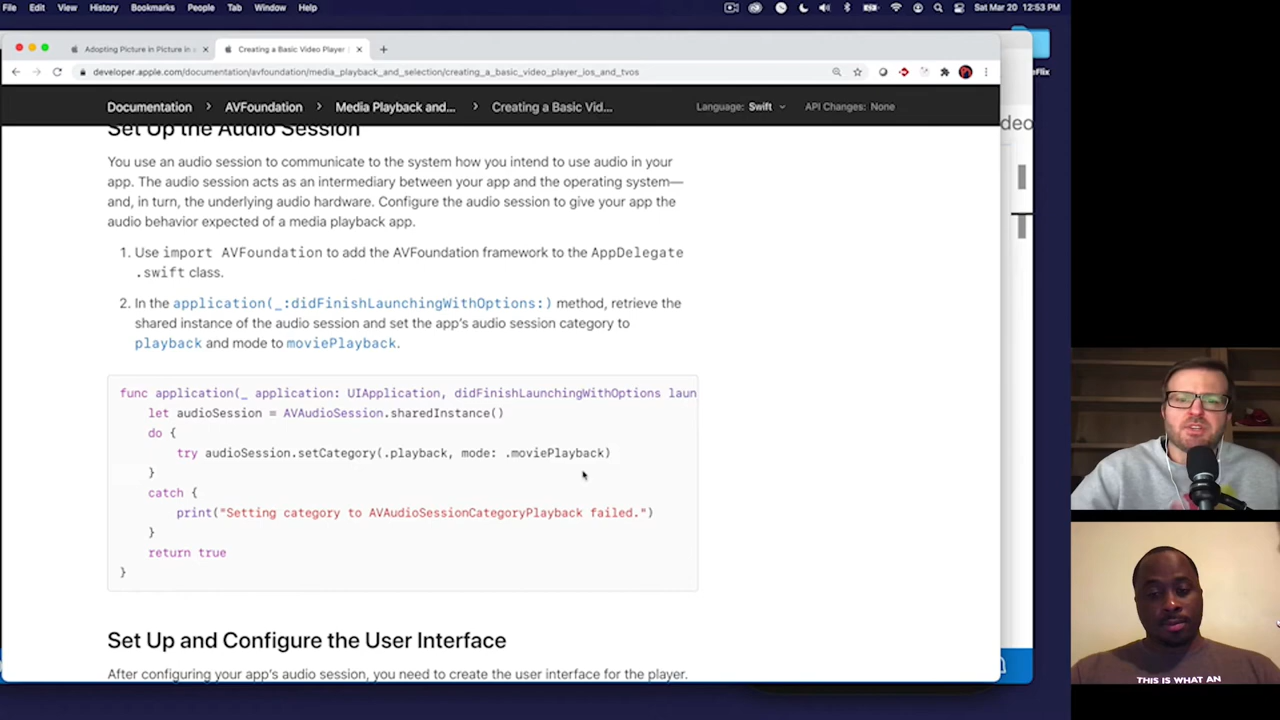 File Edit View History Bookmarks People Tab Window Help Sat Mar 20 12:53 PM
Adopting Picture in Picture in a Creating a Basic Video Player
developer.apple.com/documentation/avfoundation/media_playback_and_selection/creating_a_basic_video_player_ios_and_tvos
Documentation AVFoundation Media Playback and... Creating a Basic Vid... Language: Swift API Changes: None
Set Up the Audio Session
You use an audio session to communicate to the system how you intend to use audio in your
app. The audio session acts as an intermediary between your app and the operating system—
and, in turn, the underlying audio hardware. Configure the audio session to give your app the
audio behavior expected of a media playback app.
1. Use import AVFoundation to add the AVFoundation framework to the AppDelegate
.swift class.
2. In the application(_:didFinishLaunchingWithOptions:) method, retrieve the
shared instance of the audio session and set the app's audio session category to
playback and mode to moviePlayback.
func application(_ application: UIApplication, didFinishLaunchingWithOptions laun
let audioSession = AVAudioSession.sharedInstance()
do {
try audioSession.setCategory(.playback, mode: .moviePlayback)
}
catch {
print("Setting category to AVAudioSessionCategoryPlayback failed.")
}
return true
}
Set Up and Configure the User Interface
After configuring your app's audio session, you need to create the user interface for the player.
deo
eFlix
THIS IS WHAT AN